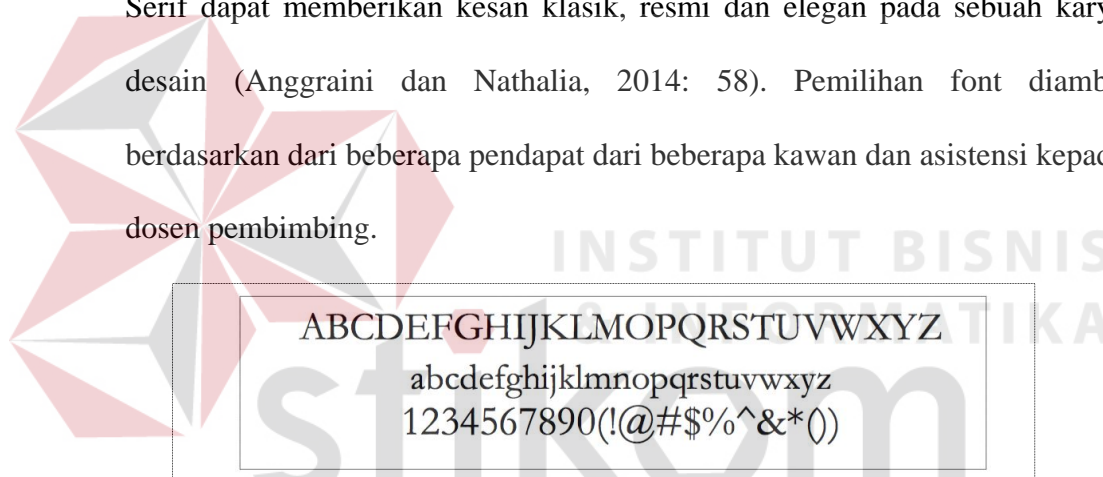 Serif dapat memberikan kesan klasik, resmi dan elegan pada sebuah kary
desain (Anggraini dan Nathalia, 2014: 58). Pemilihan font diamb
berdasarkan dari beberapa pendapat dari beberapa kawan dan asistensi kepad
dosen pembimbing.
INSTITUT BISNIS
& INFORMATIKA
ABCDEFGHIJKLMOPQRSTUVWXYZ
abcdefghijklmnopqrstuvwxyz
1234567890(!@#$%^&*())
stikom